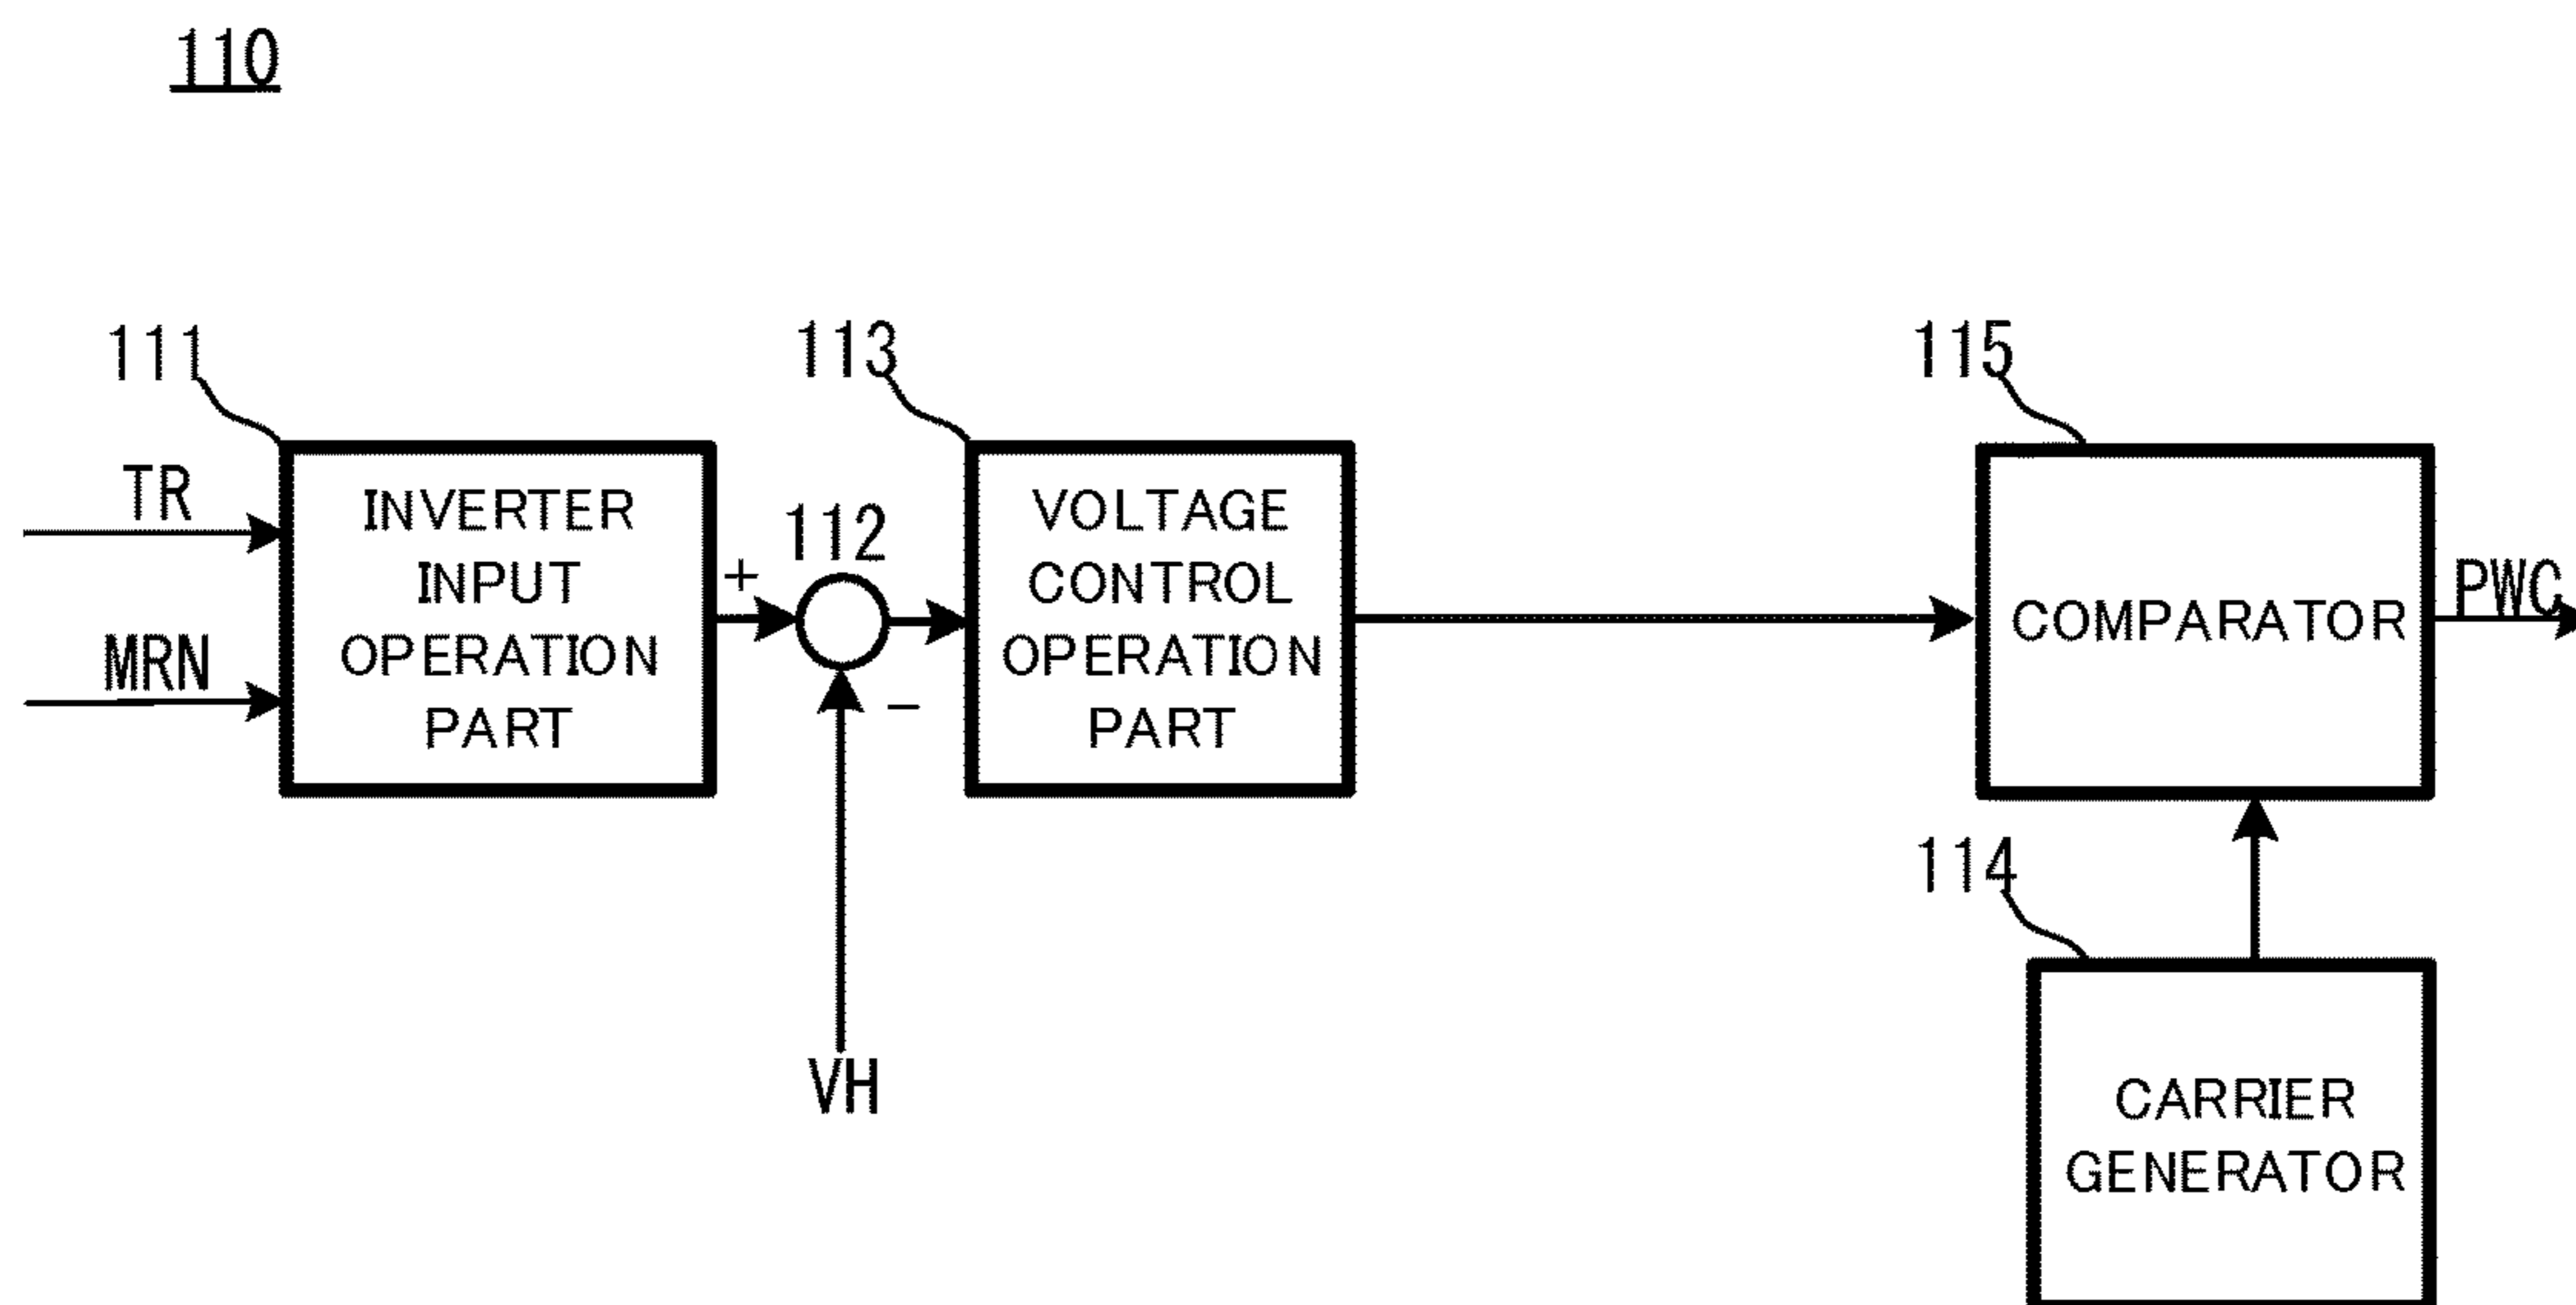 110
111
TR
MRN
INVERTER
INPUT
OPERATION
PART
+
112
-
VH
113
VOLTAGE
CONTROL
OPERATION
PART
115
COMPARATOR
PWC
114
CARRIER
GENERATOR